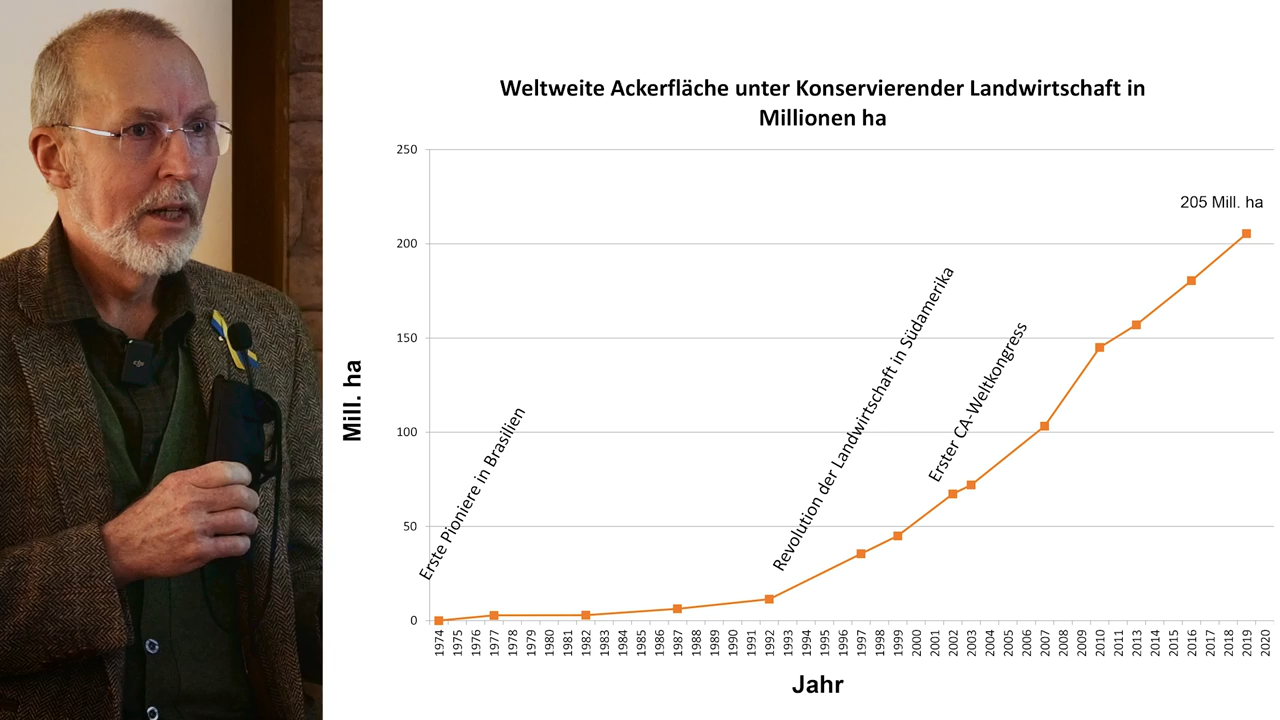 Weltweite Ackerfläche unter Konservierender Landwirtschaft in
Millionen ha
250
205 Mill. ha
200
150
100
50
0
Mill. ha
Erste Pioniere in Brasilien
Revolution der Landwirtschaft in Südamerika
Erster CA-Weltkongress
1974 1975 1976 1977 1978 1979 1980 1981 1982 1983 1984 1985 1986 1987 1988 1989 1990 1991 1992 1993 1994 1995 1996 1997 1998 1999 2000 2001 2002 2003 2004 2005 2006 2007 2008 2009 2010 2011 2012 2013 2014 2015 2016 2017 2018 2019 2020
Jahr
dji